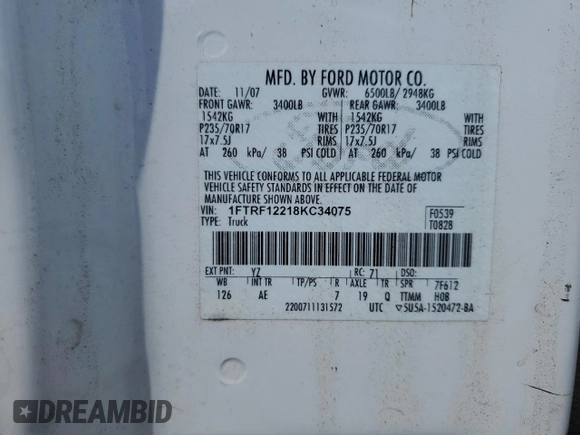 MFD. BY FORD MOTOR CO.
DATE: 11/07 GVWR: 6500LB/ 2948KG
FRONT GAWR: 3400LB REAR GAWR: 3400LB
1542KG WITH 1542KG WITH
P235/70R17 TIRES P235/70R17 TIRES
17x7.5J RIMS 17x7.5J RIMS
AT 260 kPa/ 38 PSI COLD AT 260 kPa/ 38 PSI COLD
THIS VEHICLE CONFORMS TO ALL APPLICABLE FEDERAL MOTOR
VEHICLE SAFETY STANDARDS IN EFFECT ON THE DATE OF
MANUFACTURE SHOWN ABOVE.
VIN: 1FTRF12218KC34075 F0539
TYPE: Truck T0828
EXT PNT: YZ RC: 71 DSO:
WB INT TR TP/PS R AXLE TR SPR 7F612
126 AE 7 19 Q TTMM H0B
2200711131572 UTC ▽5U5A-1520472-BA
DREAMBID